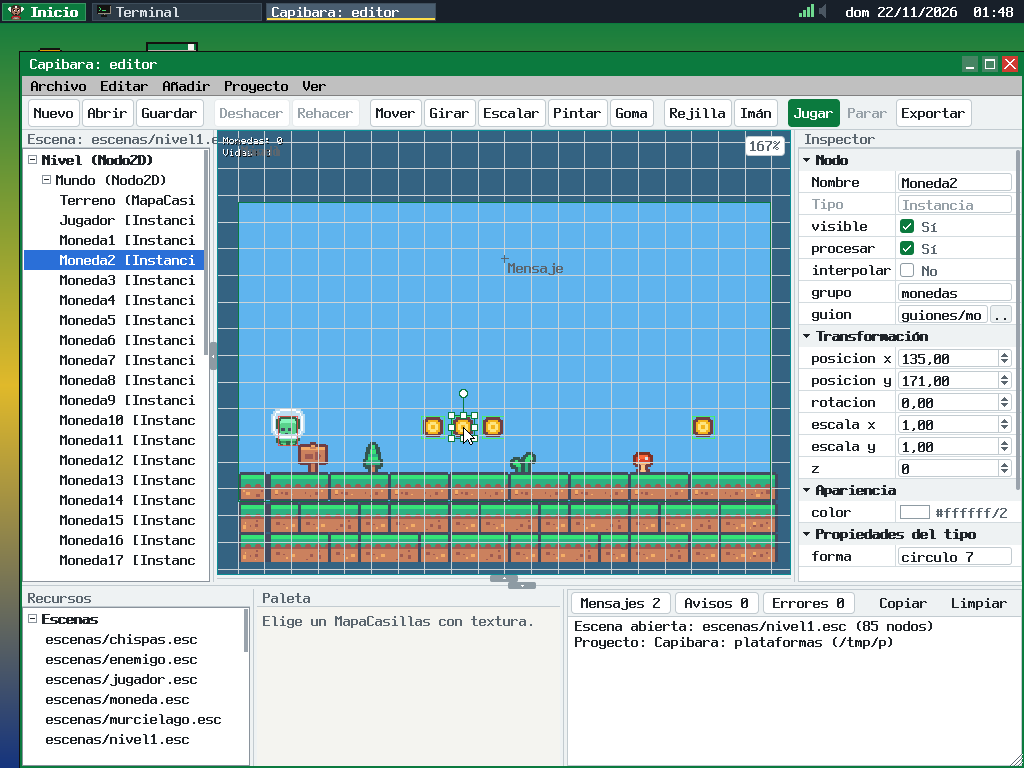 Inicio
Terminal
Capibara: editor
dom 22/11/2026 01:48
Capibara: editor
Archivo Editar Añadir Proyecto Ver
Nuevo Abrir Guardar Deshacer Rehacer Mover Girar Escalar Pintar Goma Rejilla Imán Jugar Parar Exportar
Escena: escenas/nivel1.e
Nivel (Nodo2D)
Mundo (Nodo2D)
Terreno (MapaCasi
Jugador [Instanci
Moneda1 [Instanci
Moneda2 [Instanci
Moneda3 [Instanci
Moneda4 [Instanci
Moneda5 [Instanci
Moneda6 [Instanci
Moneda7 [Instanci
Moneda8 [Instanci
Moneda9 [Instanci
Moneda10 [Instanc
Moneda11 [Instanc
Moneda12 [Instanc
Moneda13 [Instanc
Moneda14 [Instanc
Moneda15 [Instanc
Moneda16 [Instanc
Moneda17 [Instanc
Monedas: 0
Vidas:
167%
Mensaje
Inspector
Nodo
Nombre Moneda2
Tipo Instancia
visible Sí
procesar Sí
interpolar No
grupo monedas
guion guiones/mo ..
Transformación
posicion x 135,00
posicion y 171,00
rotacion 0,00
escala x 1,00
escala y 1,00
z 0
Apariencia
color #ffffff/2
Propiedades del tipo
forma circulo 7
Recursos
Escenas
escenas/chispas.esc
escenas/enemigo.esc
escenas/jugador.esc
escenas/moneda.esc
escenas/murcielago.esc
escenas/nivel1.esc
Paleta
Elige un MapaCasillas con textura.
Mensajes 2 Avisos 0 Errores 0 Copiar Limpiar
Escena abierta: escenas/nivel1.esc (85 nodos)
Proyecto: Capibara: plataformas (/tmp/p)